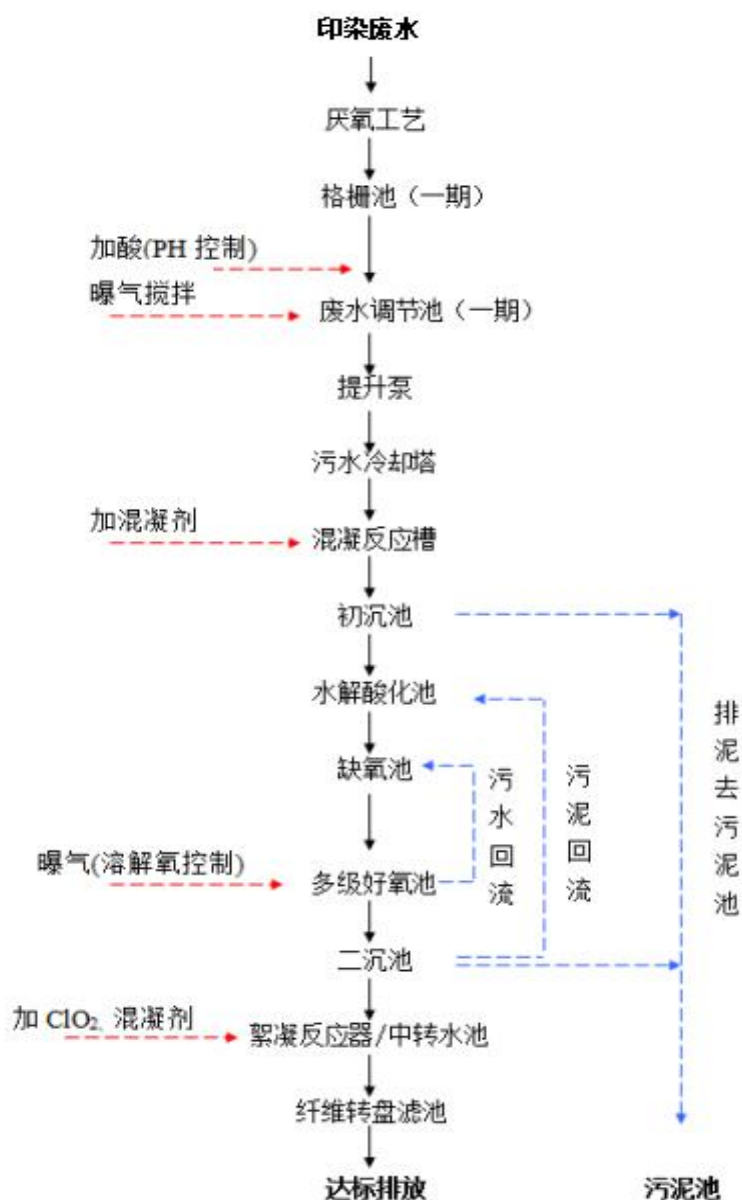 印染废水
厌氧工艺
格栅池（一期）
加酸(PH 控制)
曝气搅拌
废水调节池（一期）
提升泵
污水冷却塔
加混凝剂
混凝反应槽
初沉池
水解酸化池
缺氧池
污水回流
污泥回流
排泥去污泥池
曝气(溶解氧控制)
多级好氧池
二沉池
加 ClO₂、混凝剂
絮凝反应器/中转水池
纤维转盘滤池
达标排放
污泥池